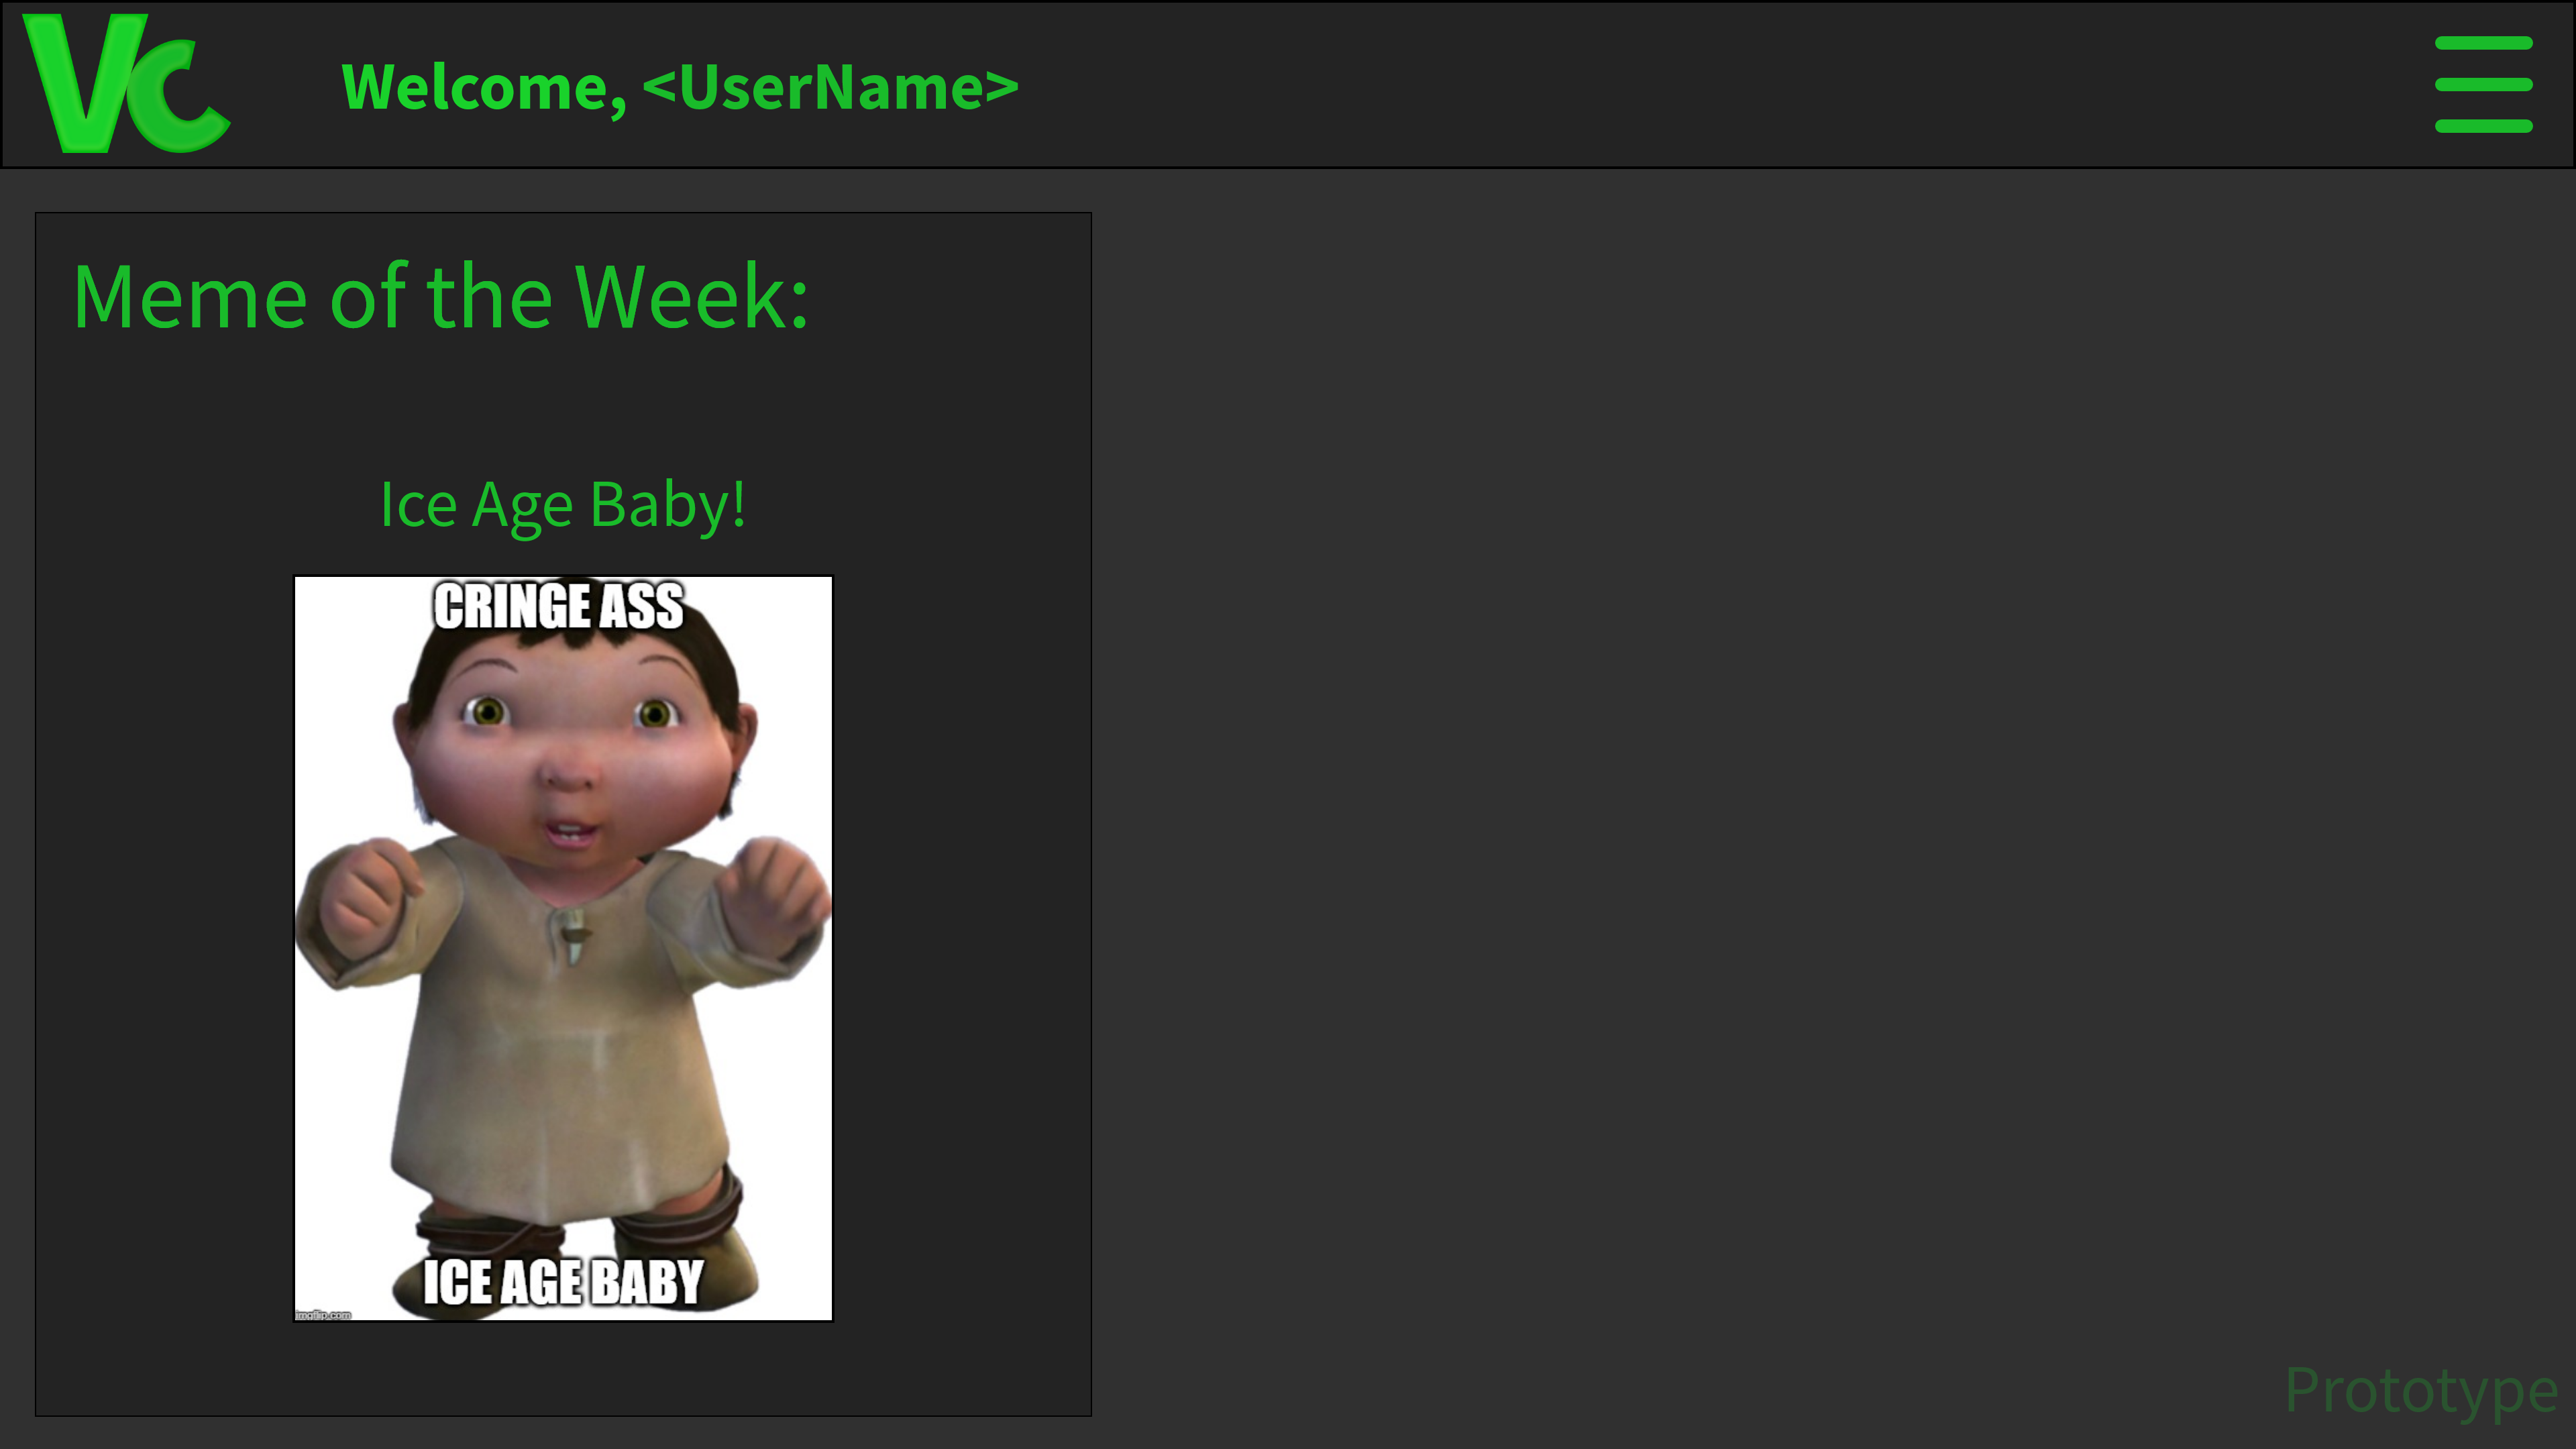 Vc
Welcome, <UserName>
Meme of the Week:
Ice Age Baby!
CRINGE ASS
ICE AGE BABY
imgflip.com
Prototype